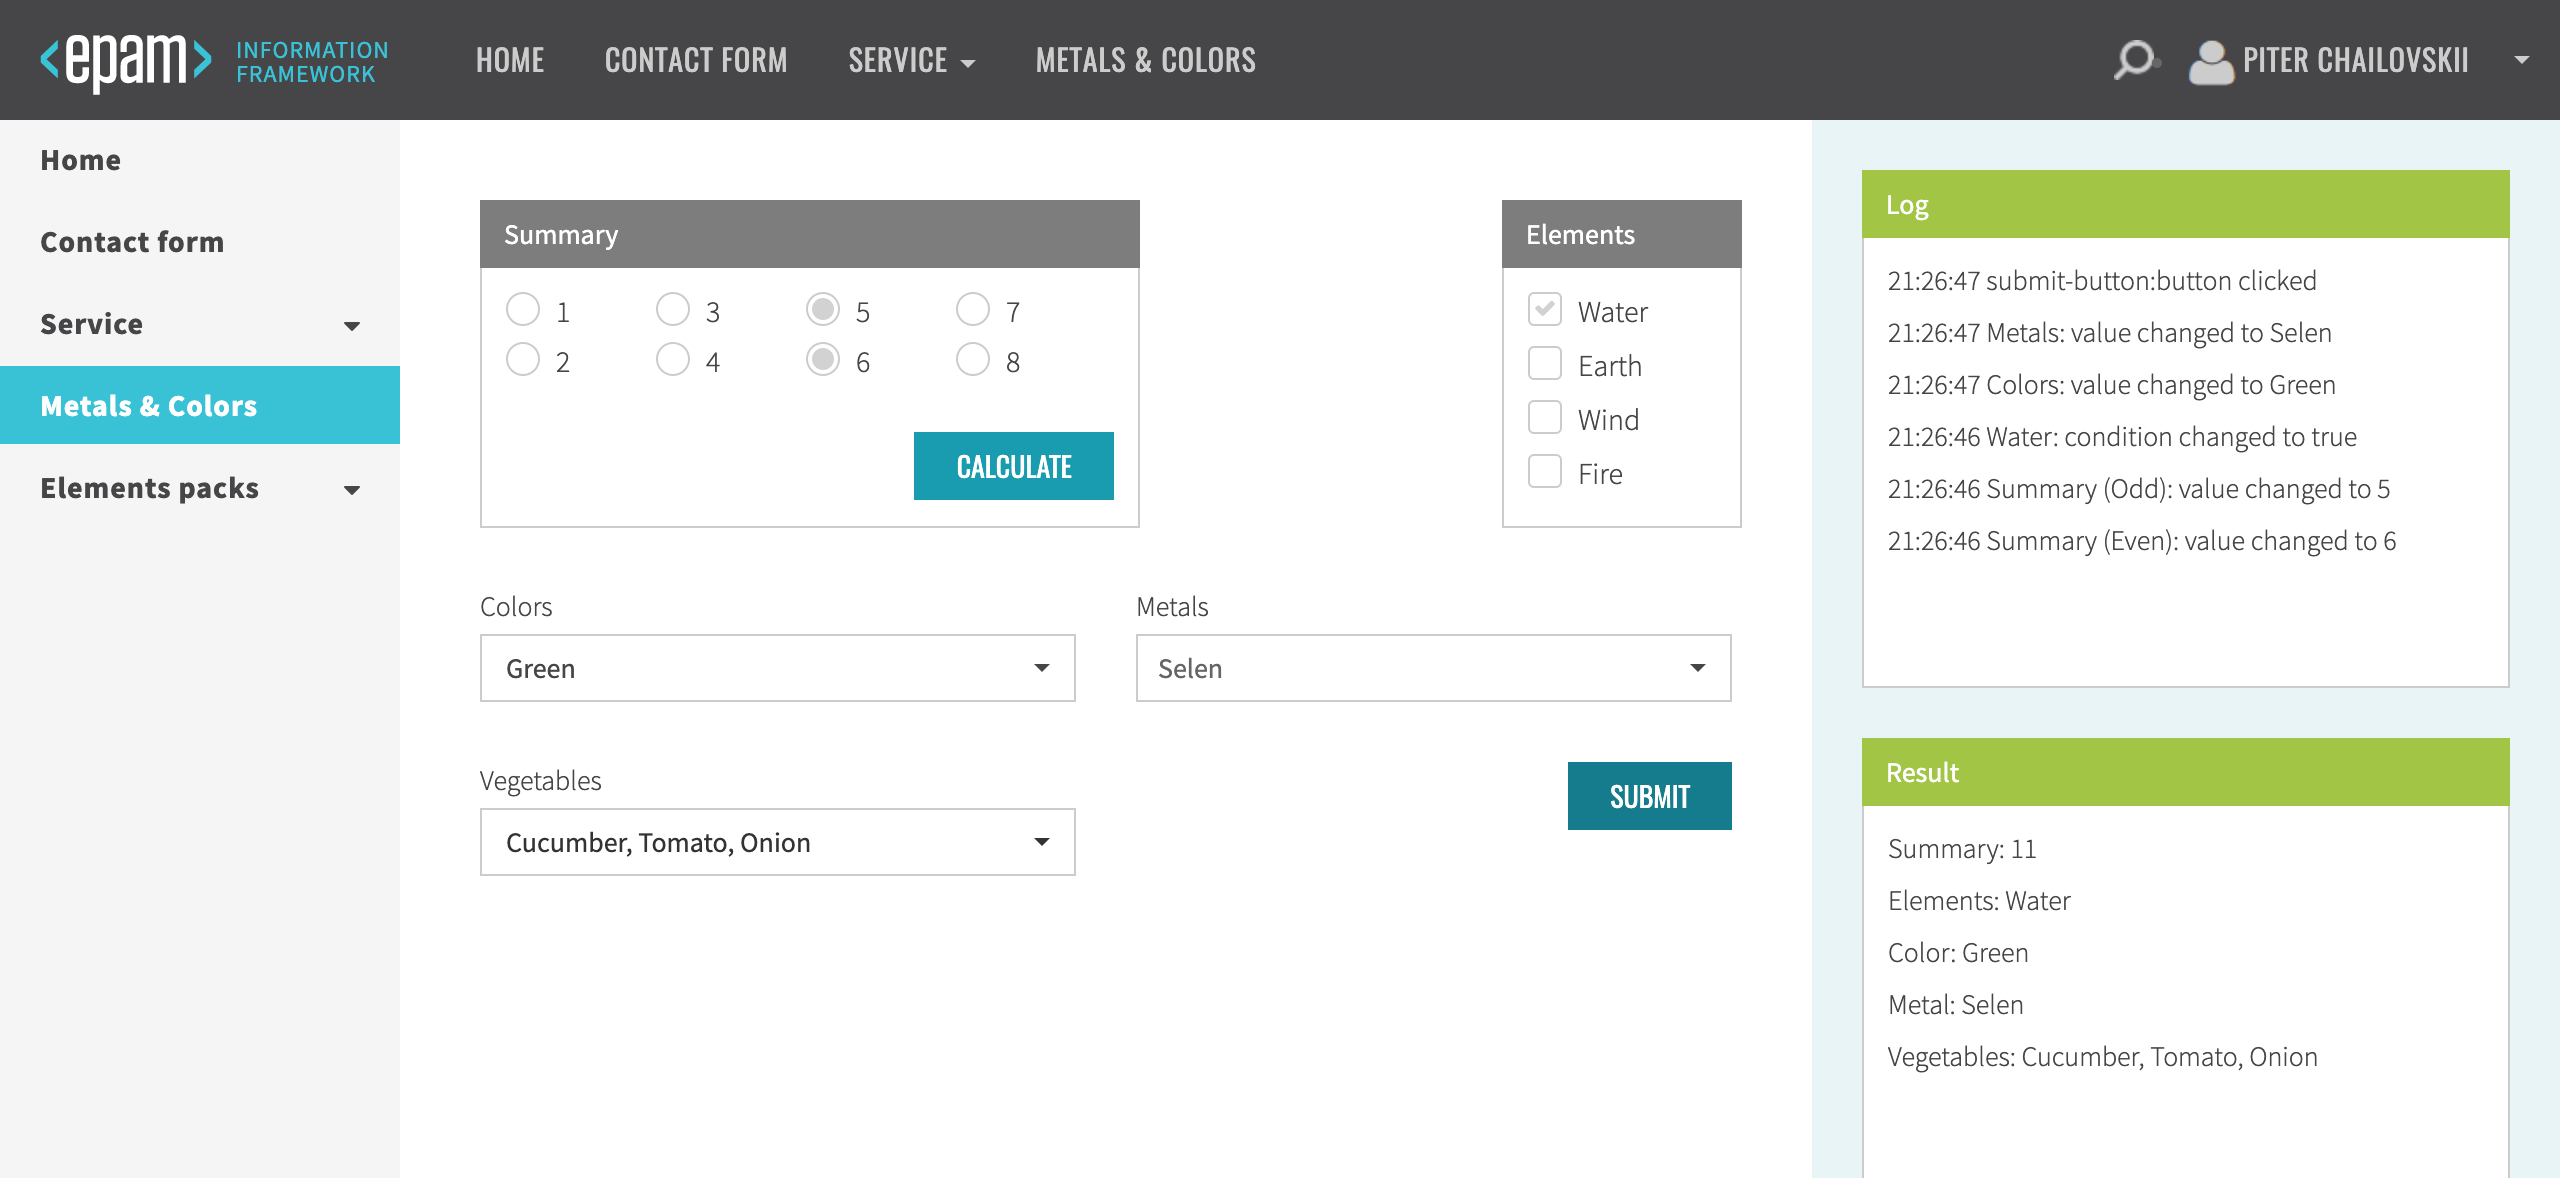 <epam> INFORMATION FRAMEWORK
HOME
CONTACT FORM
SERVICE
METALS & COLORS
PITER CHAILOVSKII
Home
Contact form
Service
Metals & Colors
Elements packs
Summary
1 3 5 7
2 4 6 8
CALCULATE
Elements
Water
Earth
Wind
Fire
Colors
Green
Metals
Selen
Vegetables
Cucumber, Tomato, Onion
SUBMIT
Log
21:26:47 submit-button:button clicked
21:26:47 Metals: value changed to Selen
21:26:47 Colors: value changed to Green
21:26:46 Water: condition changed to true
21:26:46 Summary (Odd): value changed to 5
21:26:46 Summary (Even): value changed to 6
Result
Summary: 11
Elements: Water
Color: Green
Metal: Selen
Vegetables: Cucumber, Tomato, Onion